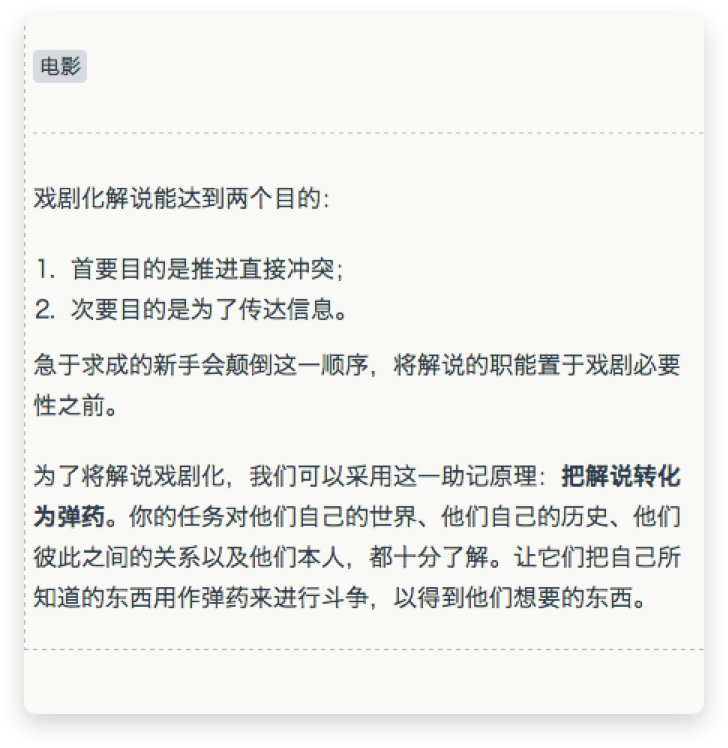 电影
戏剧化解说能达到两个目的：
1. 首要目的是推进直接冲突；
2. 次要目的是为了传达信息。
急于求成的新手会颠倒这一顺序，将解说的职能置于戏剧必要
性之前。
为了将解说戏剧化，我们可以采用这一助记原理：把解说转化
为弹药。你的任务对他们自己的世界、他们自己的历史、他们
彼此之间的关系以及他们本人，都十分了解。让它们把自己所
知道的东西用作弹药来进行斗争，以得到他们想要的东西。